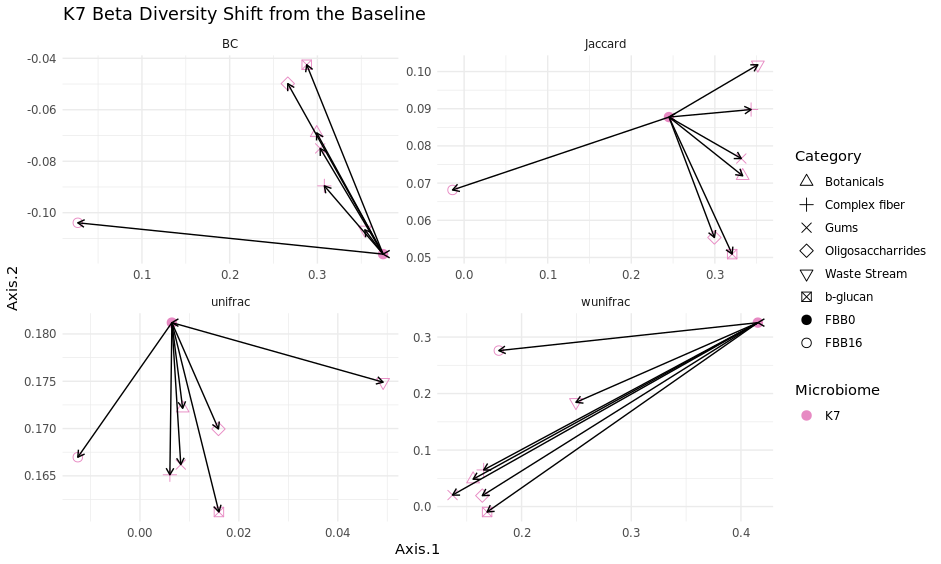 K7 Beta Diversity Shift from the Baseline
BC
Jaccard
-0.04
-0.06
-0.08
-0.10
0.1
0.2
0.3
0.10
0.09
0.08
0.07
0.06
0.05
0.0
0.1
0.2
0.3
unifrac
wunifrac
0.180
0.175
0.170
0.165
0.00
0.02
0.04
0.3
0.2
0.1
0.0
0.2
0.3
0.4
Axis.2
Axis.1
Category
Botanicals
Complex fiber
Gums
Oligosaccharrides
Waste Stream
b-glucan
FBB0
FBB16
Microbiome
K7